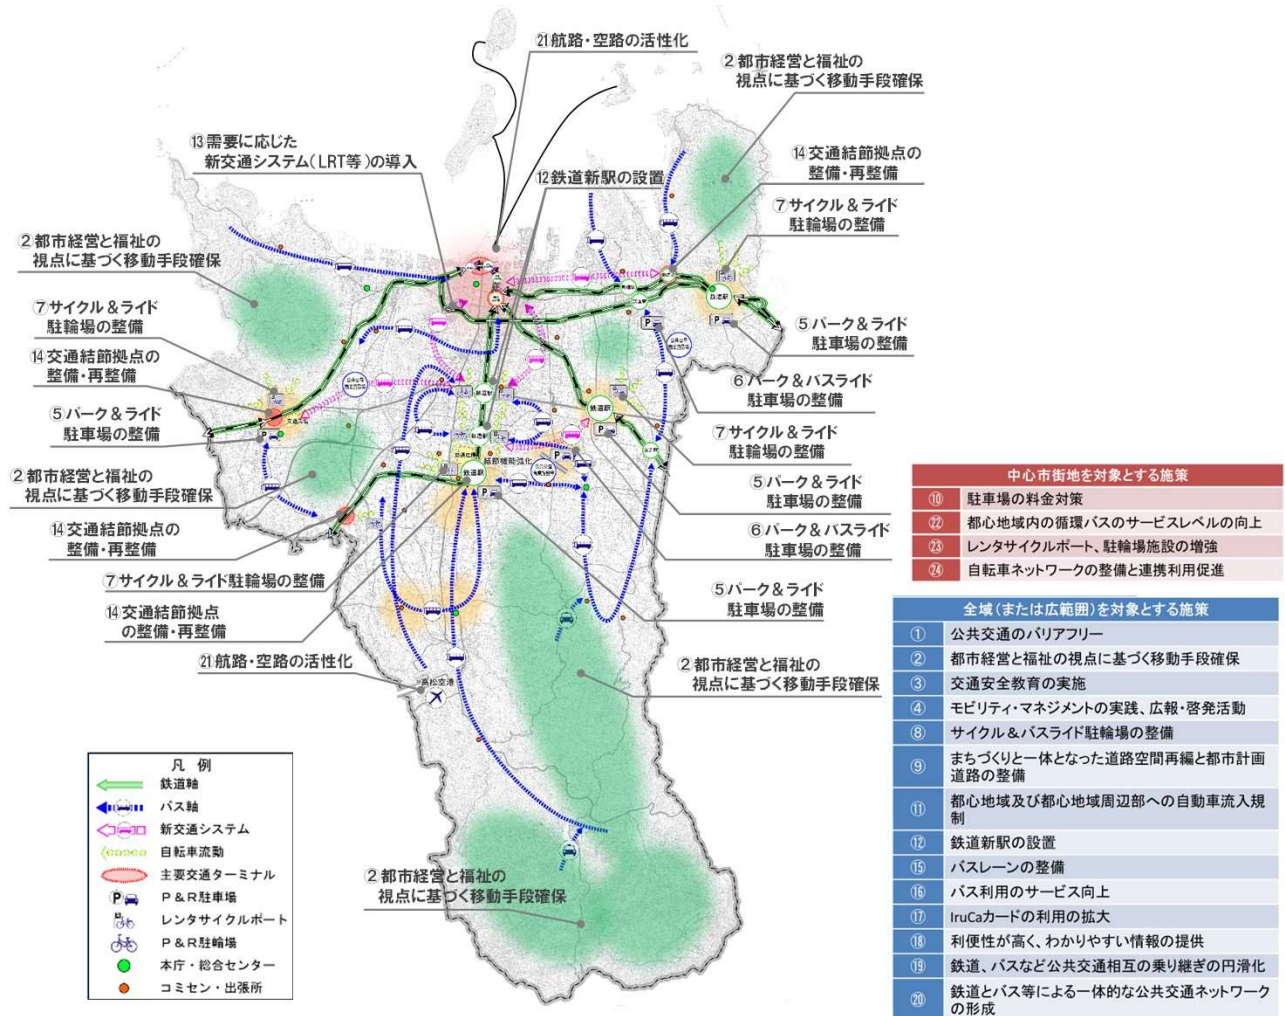 ㉑航路・空路の活性化
②都市経営と福祉の
視点に基づく移動手段確保
⑬需要に応じた
新交通システム(LRT等)の導入
⑫鉄道新駅の設置
⑭交通結節拠点の
整備・再整備
⑦サイクル＆ライド
駐輪場の整備
②都市経営と福祉の
視点に基づく移動手段確保
⑦サイクル＆ライド
駐輪場の整備
⑭交通結節拠点の
整備・再整備
⑤パーク＆ライド
駐車場の整備
②都市経営と福祉の
視点に基づく移動手段確保
⑭交通結節拠点の
整備・再整備
⑦サイクル＆ライド駐輪場の整備
⑭交通結節拠点
の整備・再整備
㉑航路・空路の活性化
⑤パーク＆ライド
駐車場の整備
⑥パーク＆バスライド
駐車場の整備
⑦サイクル＆ライド
駐輪場の整備
⑤パーク＆ライド
駐車場の整備
⑥パーク＆バスライド
駐車場の整備
⑤パーク＆ライド
駐車場の整備
②都市経営と福祉の
視点に基づく移動手段確保
②都市経営と福祉の
視点に基づく移動手段確保
鉄道駅
鉄道駅
鉄道駅
結節機能強化
鉄道駅
高松空港
凡 例
鉄道軸
バス軸
新交通システム
自転車流動
主要交通ターミナル
P P＆R駐車場
レンタサイクルポート
P＆R駐輪場
本庁・総合センター
コミセン・出張所
中心市街地を対象とする施策
⑩ 駐車場の料金対策
㉒ 都心地域内の循環バスのサービスレベルの向上
㉓ レンタサイクルポート、駐輪場施設の増強
㉔ 自転車ネットワークの整備と連携利用促進
全域(または広範囲)を対象とする施策
① 公共交通のバリアフリー
② 都市経営と福祉の視点に基づく移動手段確保
③ 交通安全教育の実施
④ モビリティ・マネジメントの実践、広報・啓発活動
⑧ サイクル＆バスライド駐輪場の整備
⑨ まちづくりと一体となった道路空間再編と都市計画
道路の整備
⑪ 都心地域及び都心地域周辺部への自動車流入規
制
⑫ 鉄道新駅の設置
⑮ バスレーンの整備
⑯ バス利用のサービス向上
⑰ IruCaカードの利用の拡大
⑱ 利便性が高く、わかりやすい情報の提供
⑲ 鉄道、バスなど公共交通相互の乗り継ぎの円滑化
⑳ 鉄道とバス等による一体的な公共交通ネットワーク
の形成